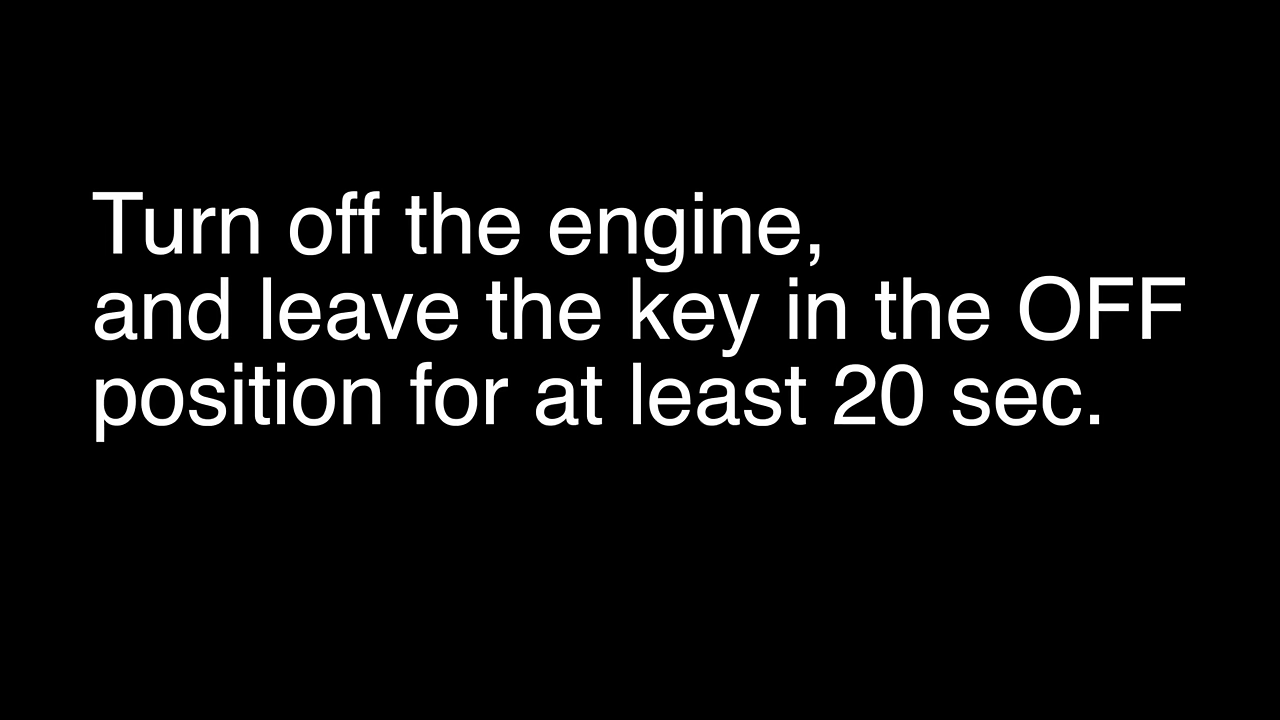 Turn off the engine,
and leave the key in the OFF
position for at least 20 sec.